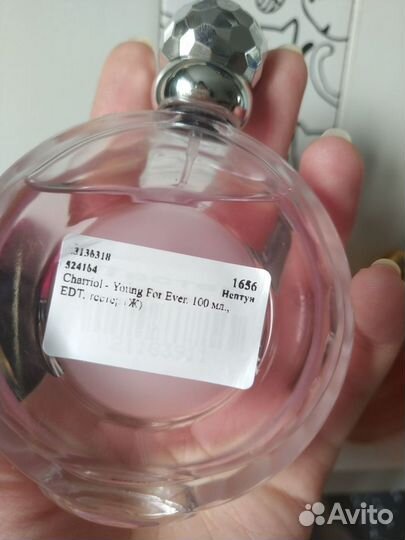 3136318
524164
1656
Нептун
Charriol - Young For Ever. 100 мл.,
EDT, тестер (Ж)
Avito